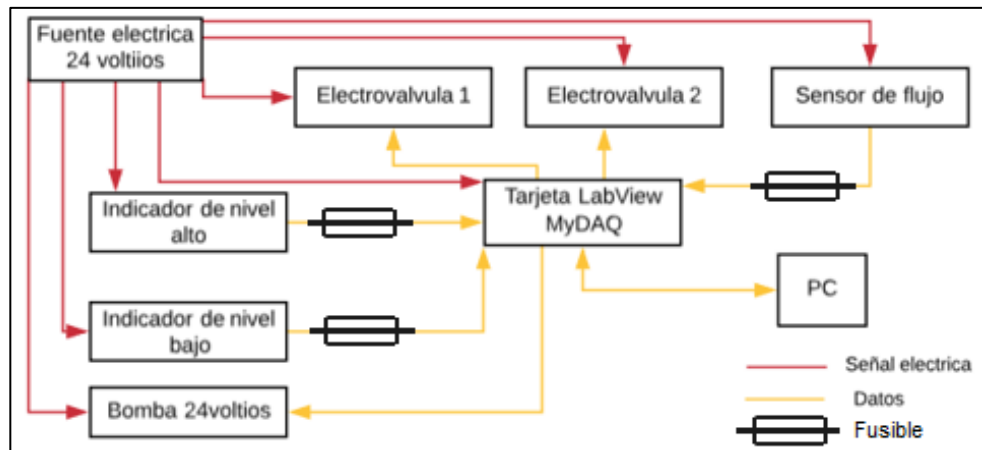 Fuente electrica
24 voltiios
Electrovalvula 1
Electrovalvula 2
Sensor de flujo
Indicador de nivel
alto
Tarjeta LabView
MyDAQ
PC
Indicador de nivel
bajo
Bomba 24voltios
Señal electrica
Datos
Fusible